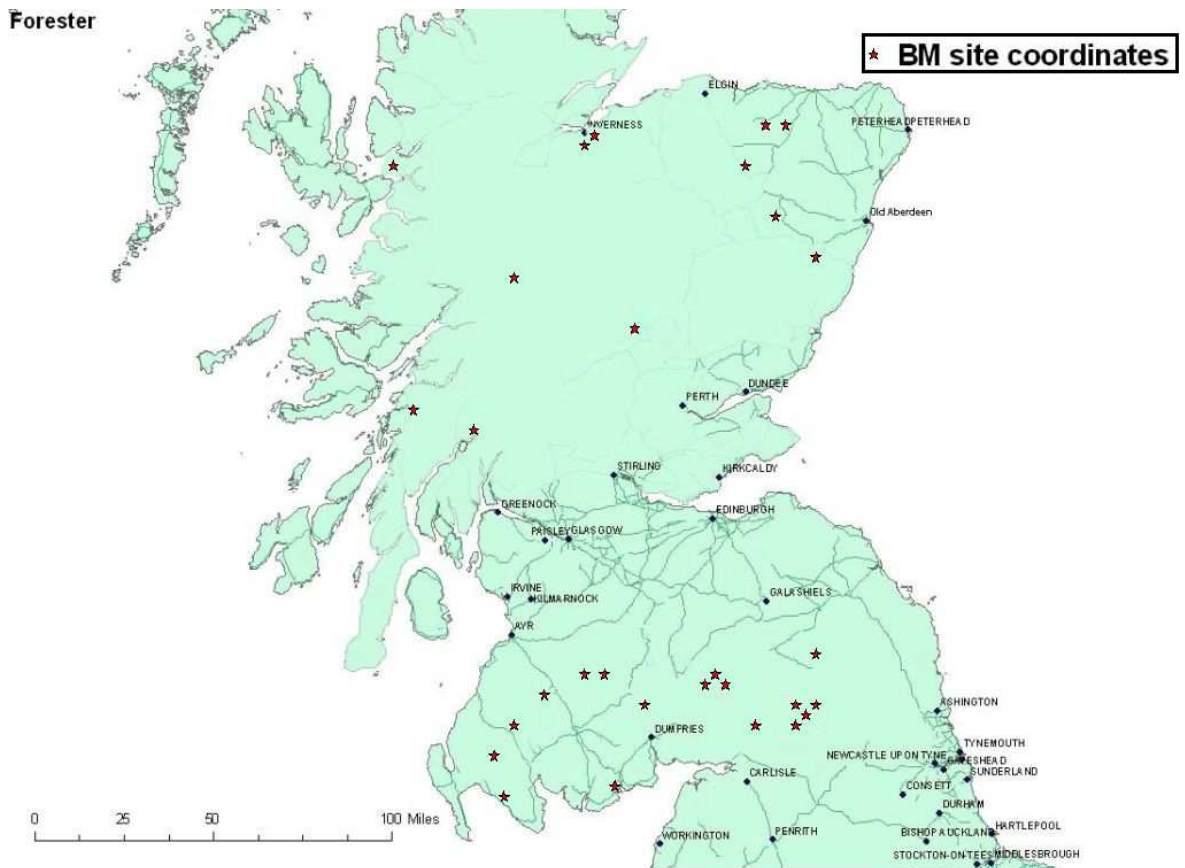 Forester
BM site coordinates
ELGIN
INVERNESS
PETERHEADPETERHEAD
Old Aberdeen
DUNDEE
PERTH
STIRLING
KIRKCALDY
GREENOCK
EDINBURGH
PAISLEY GLASGOW
IRVINE
KILMARNOCK
GALASHIELS
AYR
ASHINGTON
DUMFRIES
TYNEMOUTH
NEWCASTLE UPON TYNE
GATESHEAD
CARLISLE
SUNDERLAND
CONSETT
DURHAM
0 25 50 100 Miles
BISHOP AUCKLAND
HARTLEPOOL
WORKINGTON
PENRITH
STOCKTON-ON-TEES
MIDDLESBROUGH